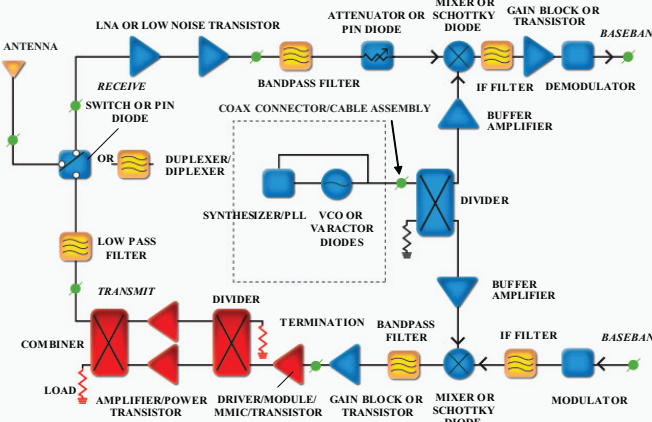 MIXER OR
SCHOTTKY
DIODE
GAIN BLOCK OR
TRANSISTOR
ATTENUATOR OR
PIN DIODE
LNA OR LOW NOISE TRANSISTOR
BASEBAN
ANTENNA
BANDPASS FILTER
IF FILTER
DEMODULATOR
RECEIVE
SWITCH OR PIN
DIODE
COAX CONNECTOR/CABLE ASSEMBLY
BUFFER
AMPLIFIER
OR
DUPLEXER/
DIPLEXER
DIVIDER
SYNTHESIZER/PLL
VCO OR
VARACTOR
DIODES
LOW PASS
FILTER
TRANSMIT
DIVIDER
BUFFER
AMPLIFIER
TERMINATION
BANDPASS
FILTER
IF FILTER
BASEBAN
COMBINER
LOAD
AMPLIFIER/POWER
TRANSISTOR
DRIVER/MODULE/
MMIC/TRANSISTOR
GAIN BLOCK OR
TRANSISTOR
MIXER OR
SCHOTTKY
DIODE
MODULATOR